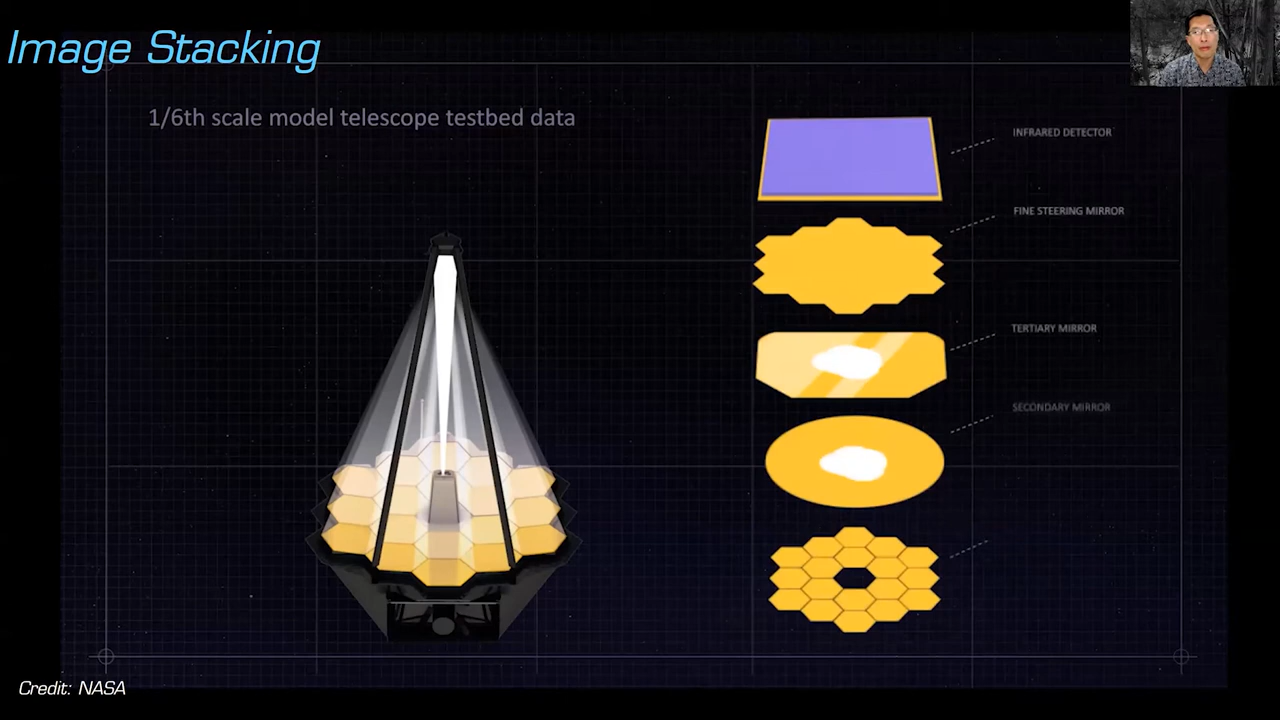 Image Stacking
1/6th scale model telescope testbed data
INFRARED DETECTOR
FINE STEERING MIRROR
TERTIARY MIRROR
SECONDARY MIRROR
Credit: NASA